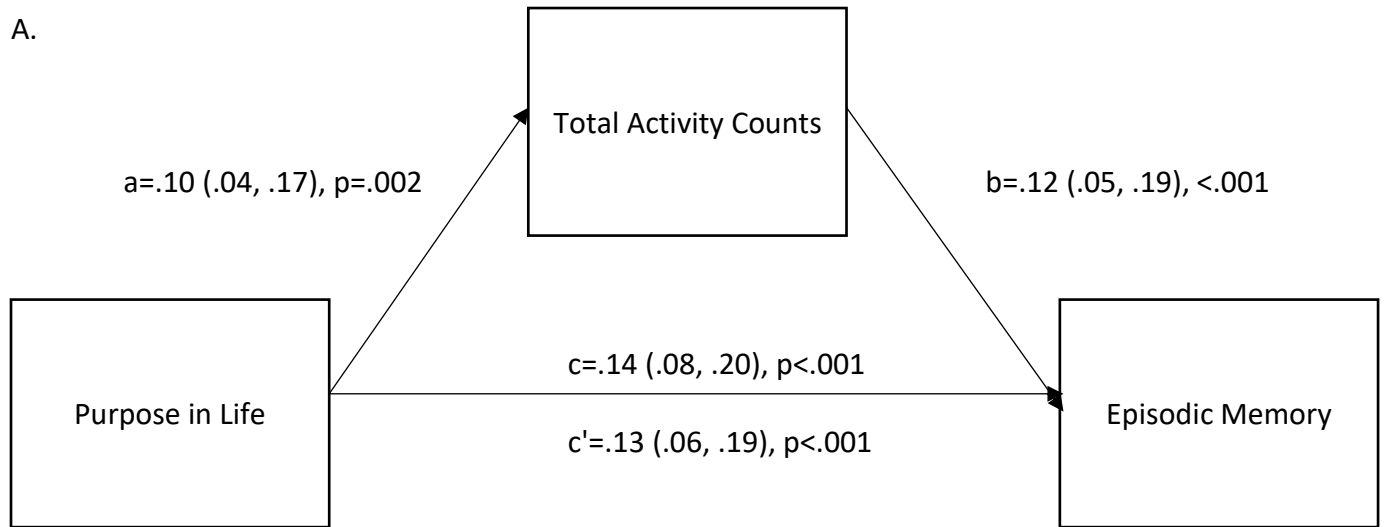 A.
Total Activity Counts
a=.10 (.04, .17), p=.002
b=.12 (.05, .19), <.001
c=.14 (.08, .20), p<.001
Purpose in Life
Episodic Memory
c'=.13 (.06, .19), p<.001